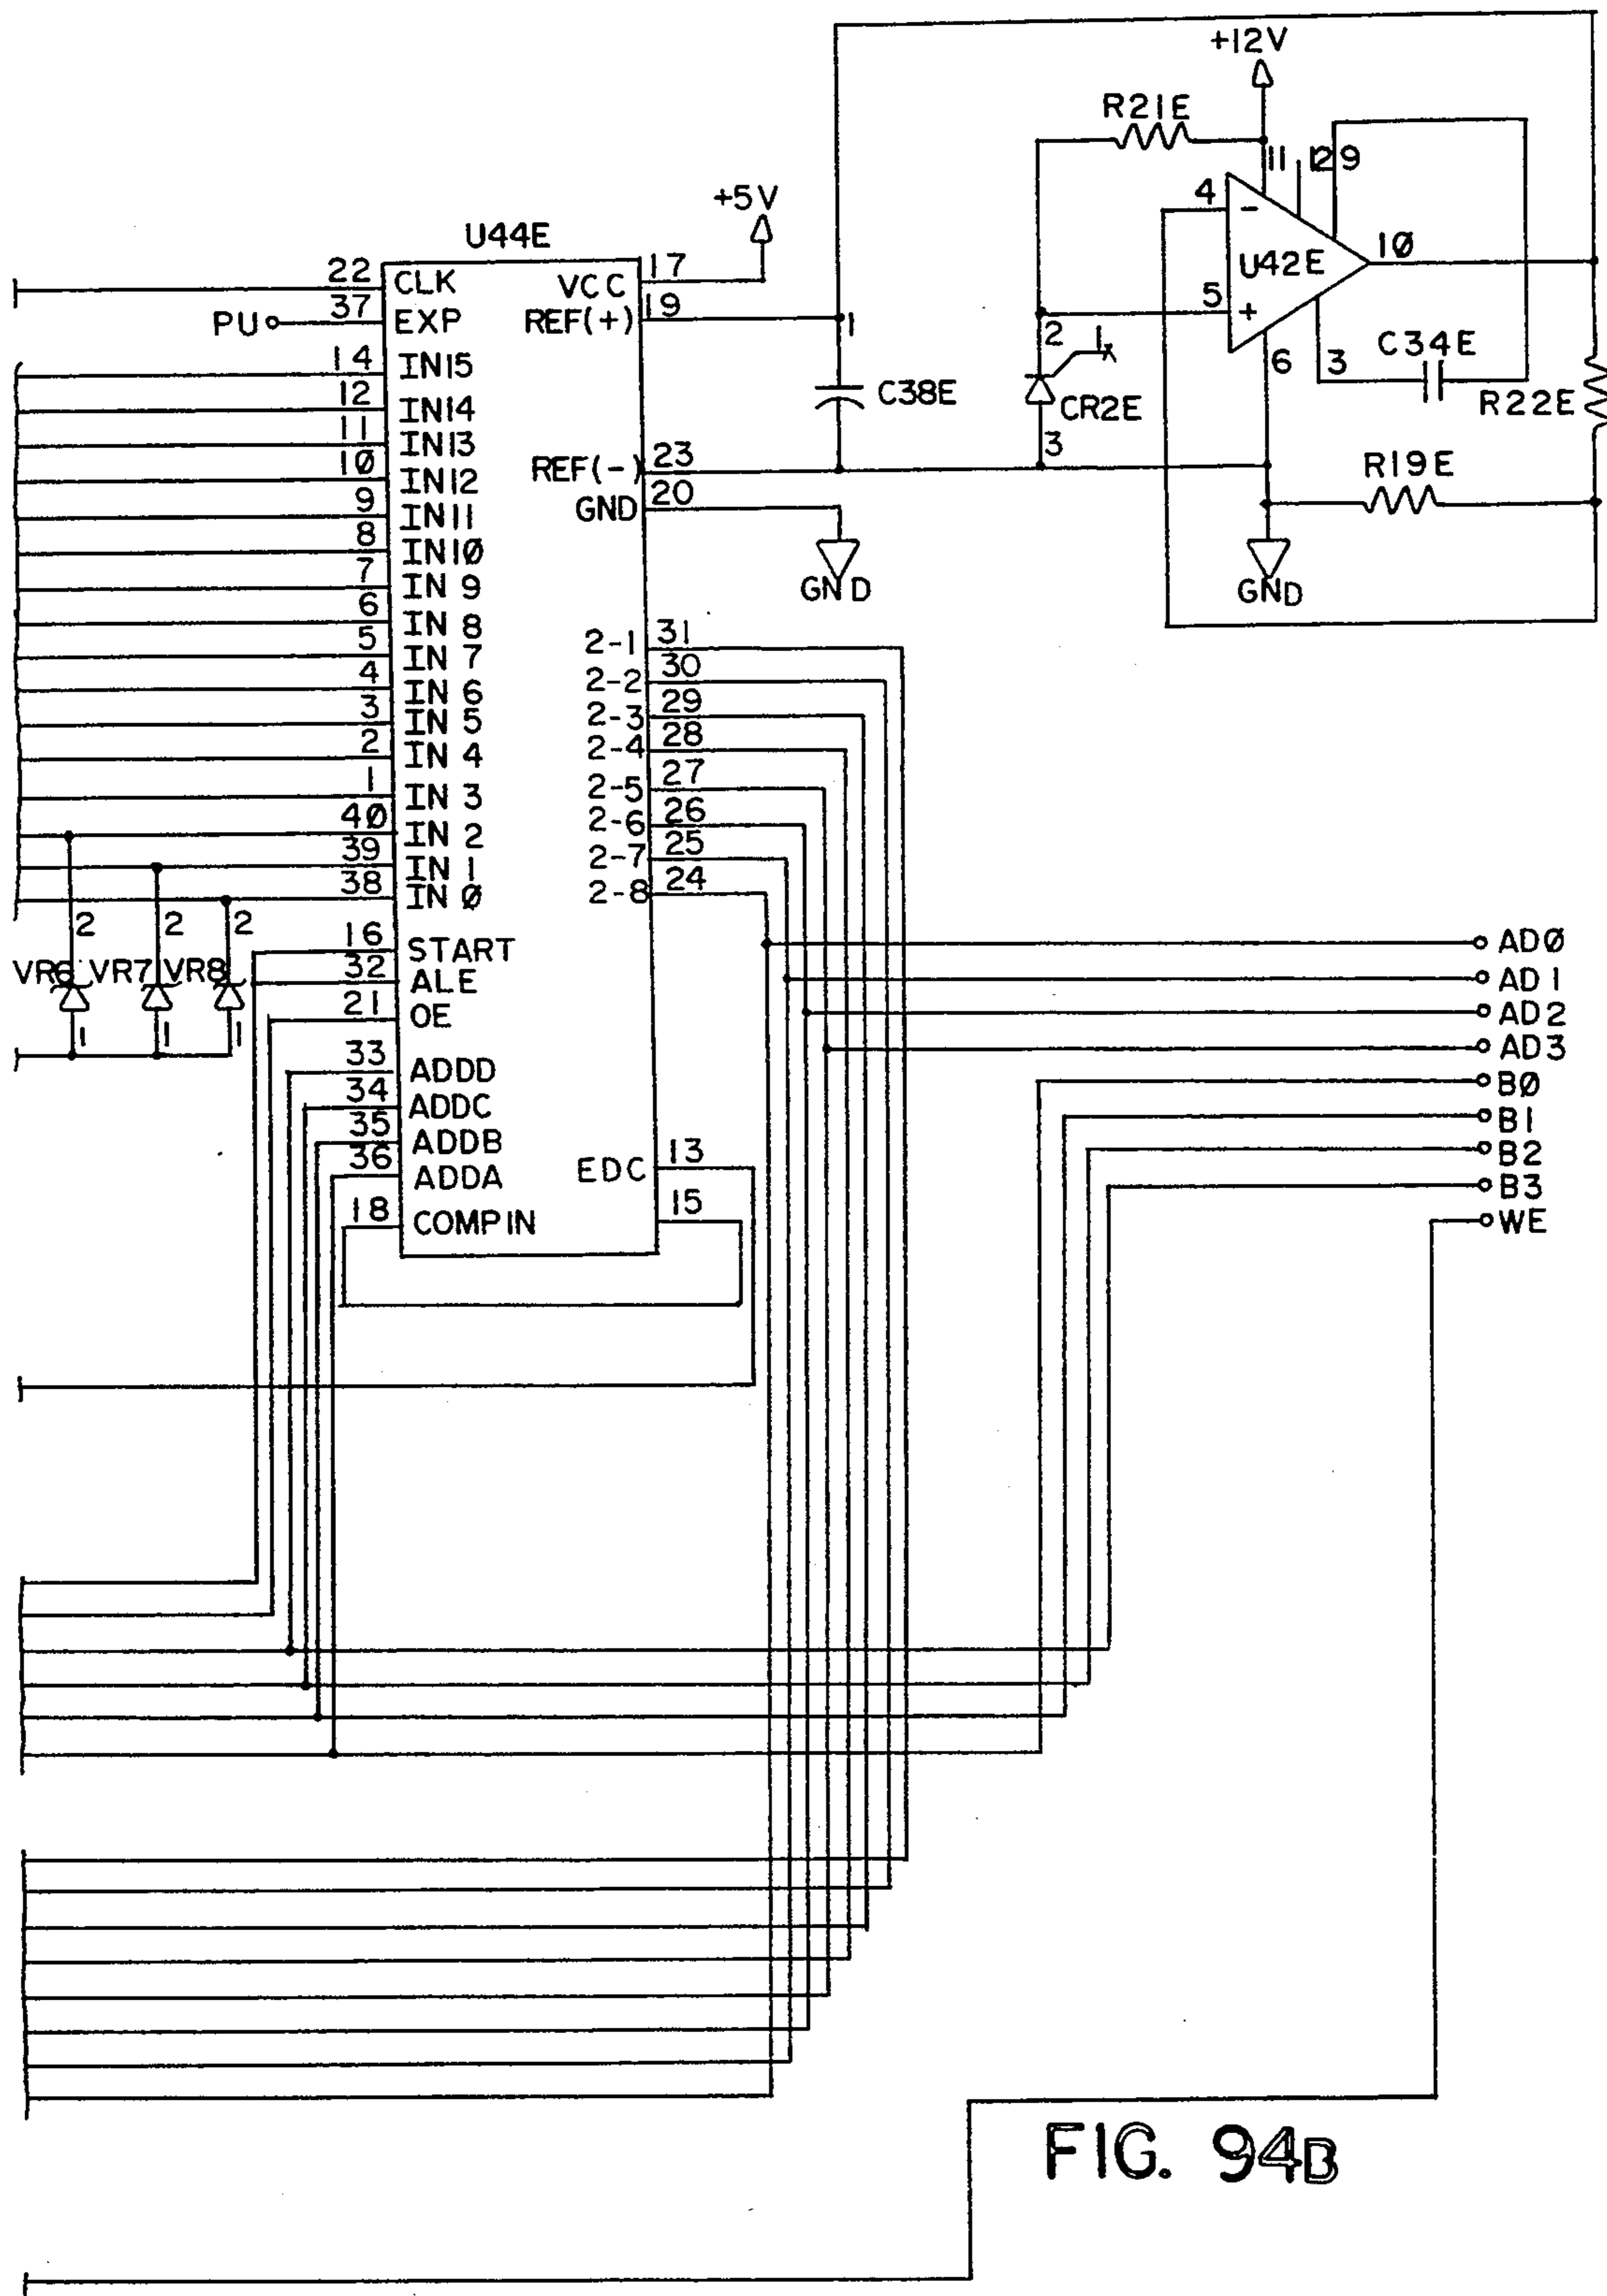 +12V
R21E
11 12 9
4 -
+5V
U44E
U42E 10
22 CLK VCC 17
5 +
PU 37 EXP REF(+) 19
1
2 1
6 3 C34E
14 IN15
C38E
CR2E
R22E
12 IN14
11 IN13
3
10 IN12
REF(-) 23
R19E
9 IN11
GND 20
8 IN10
7 IN 9
GND
GND
6 IN 8
5 IN 7
2-1 31
4 IN 6
2-2 30
3 IN 5
2-3 29
2 IN 4
2-4 28
1 IN 3
2-5 27
40 IN 2
2-6 26
39 IN 1
2-7 25
38 IN 0
2-8 24
2 2 2
16 START
AD0
VR6 VR7 VR8
32 ALE
AD1
21 OE
AD2
1 1 1
AD3
33 ADDD
B0
34 ADDC
B1
35 ADDB
B2
36 ADDA
EDC 13
B3
18 COMPIN
15
WE
FIG. 94B